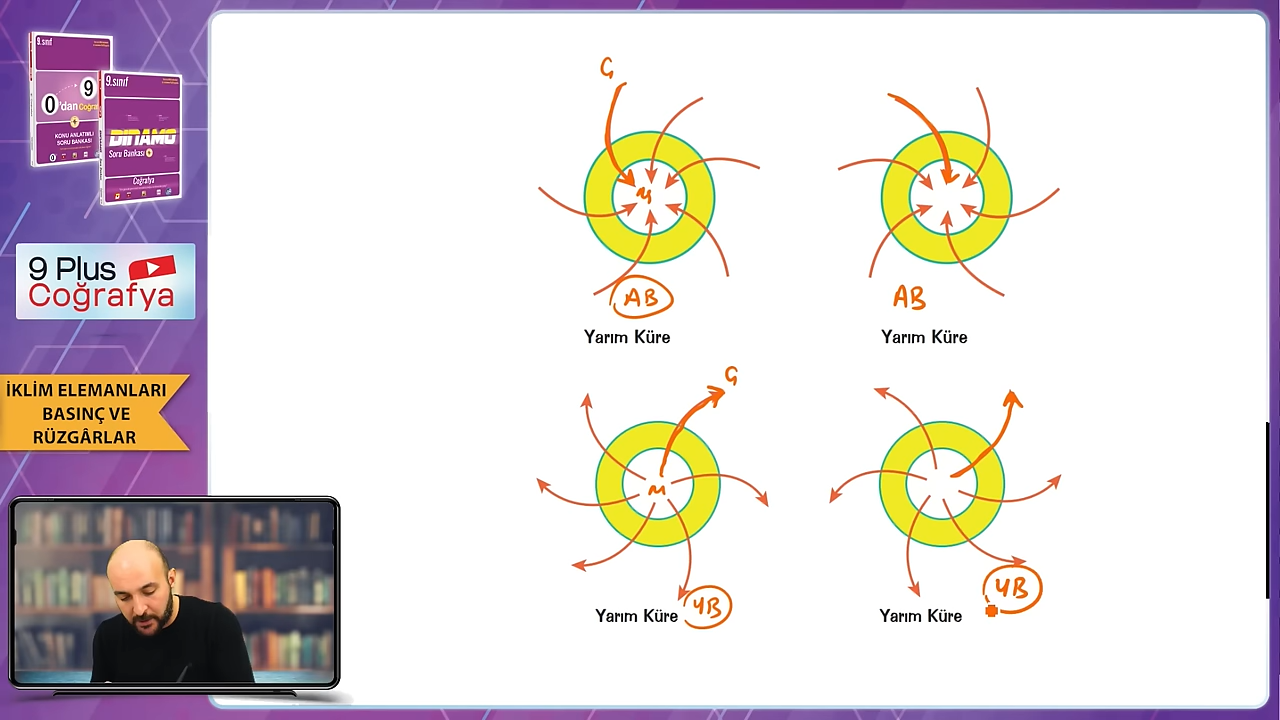 9.sınıf
0'dan 9
KONU ANLATIMLI
SORU BANKASI
9.sınıf
DİNAMO
Soru Bankası
Coğrafya
9 Plus
Coğrafya
İKLİM ELEMANLARI
BASINÇ VE
RÜZGÂRLAR
G
M
AB
AB
Yarım Küre
Yarım Küre
G
M
Yarım Küre
YB
Yarım Küre
YB